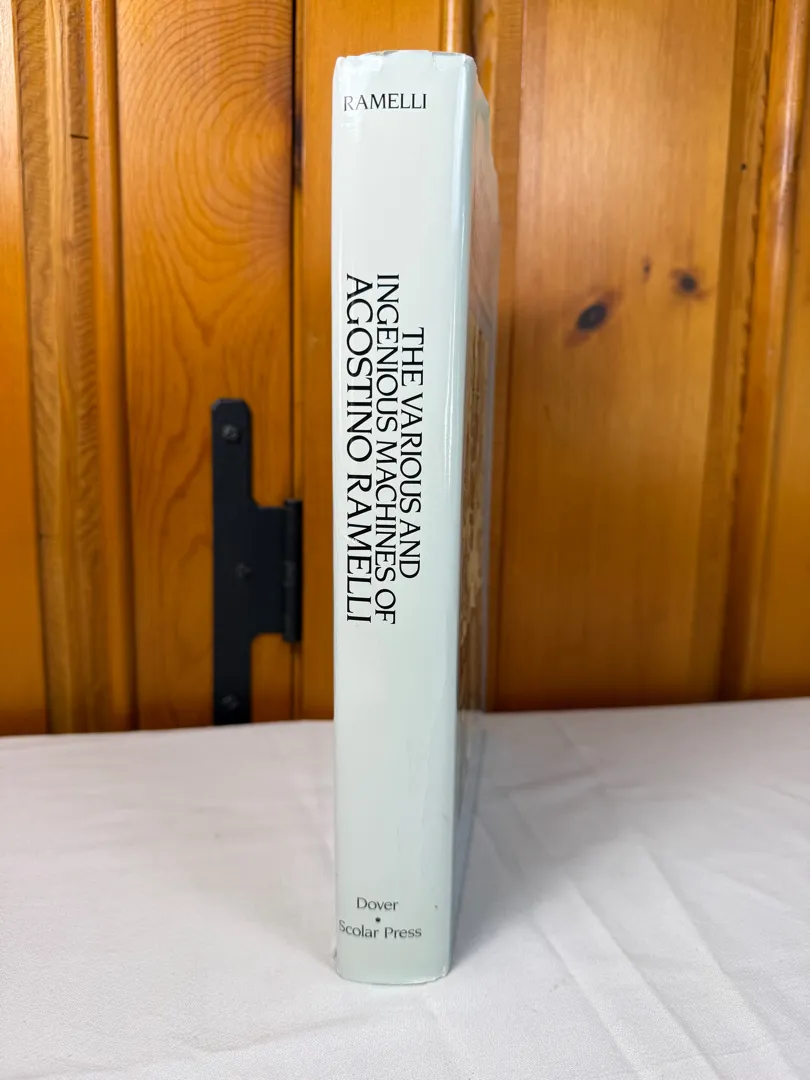 RAMELLI
THE VARIOUS AND
INGENIOUS MACHINES OF
AGOSTINO RAMELLI
Dover
•
Scolar Press